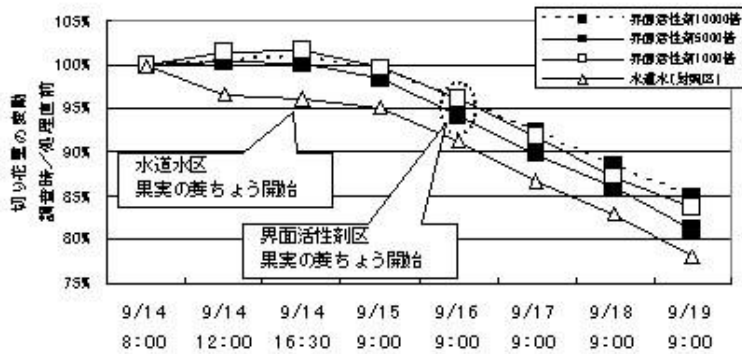 105%
100%
95%
90%
85%
80%
75%
切り花重の変動
調査時/処理直前
界面活性剤10000倍
界面活性剤5000倍
界面活性剤1000倍
水道水(対照区)
水道水区
果実の萎ちょう開始
界面活性剤区
果実の萎ちょう開始
9/14 9/14 9/14 9/15 9/16 9/17 9/18 9/19
8:00 12:00 16:30 9:00 9:00 9:00 9:00 9:00